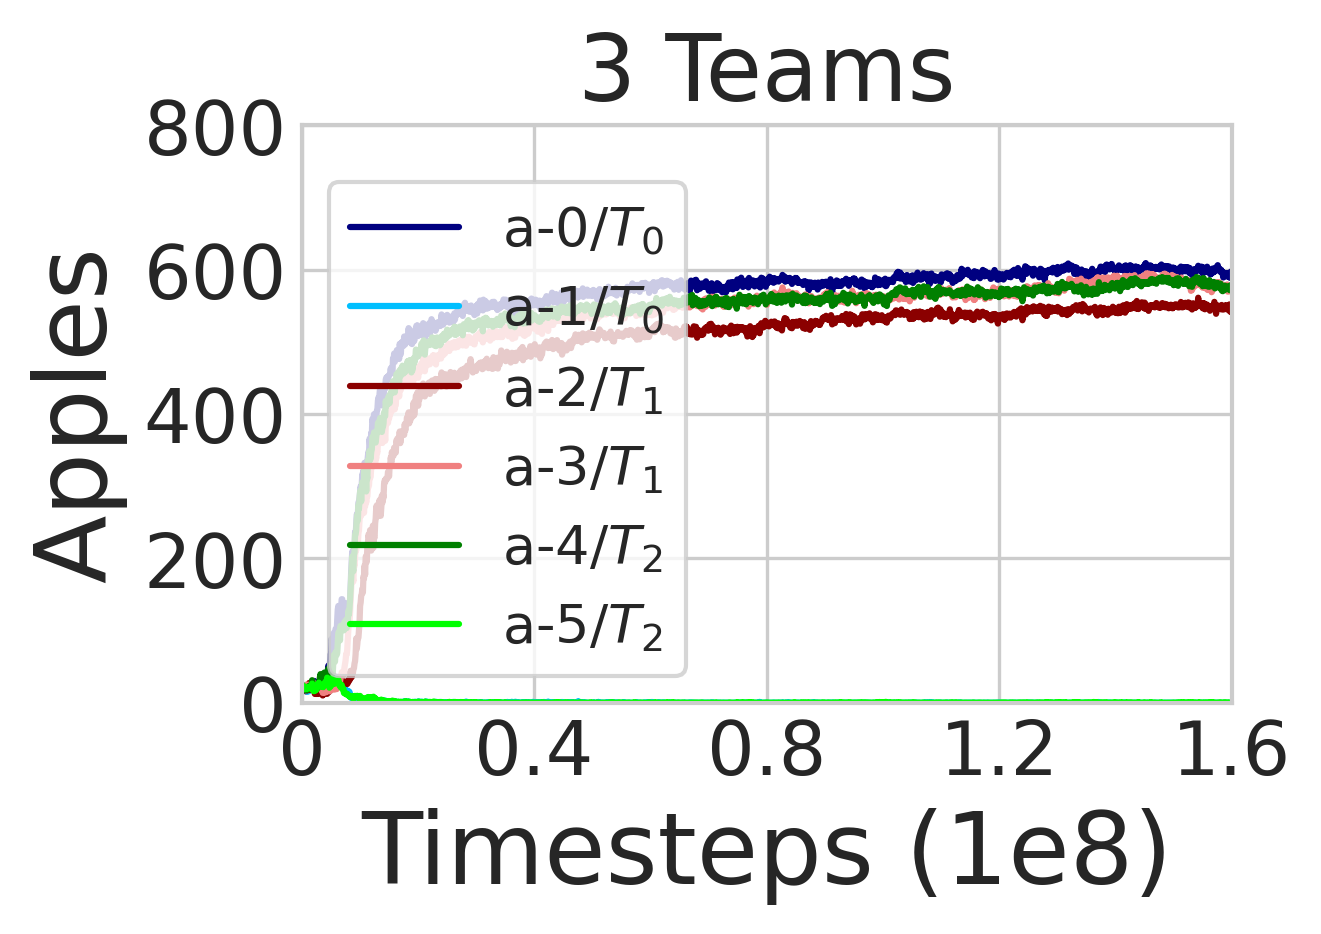 3 Teams
800
600
400
200
0
Apples
a-0/T₀
a-1/T₀
a-2/T₁
a-3/T₁
a-4/T₂
a-5/T₂
0 0.4 0.8 1.2 1.6
Timesteps (1e8)